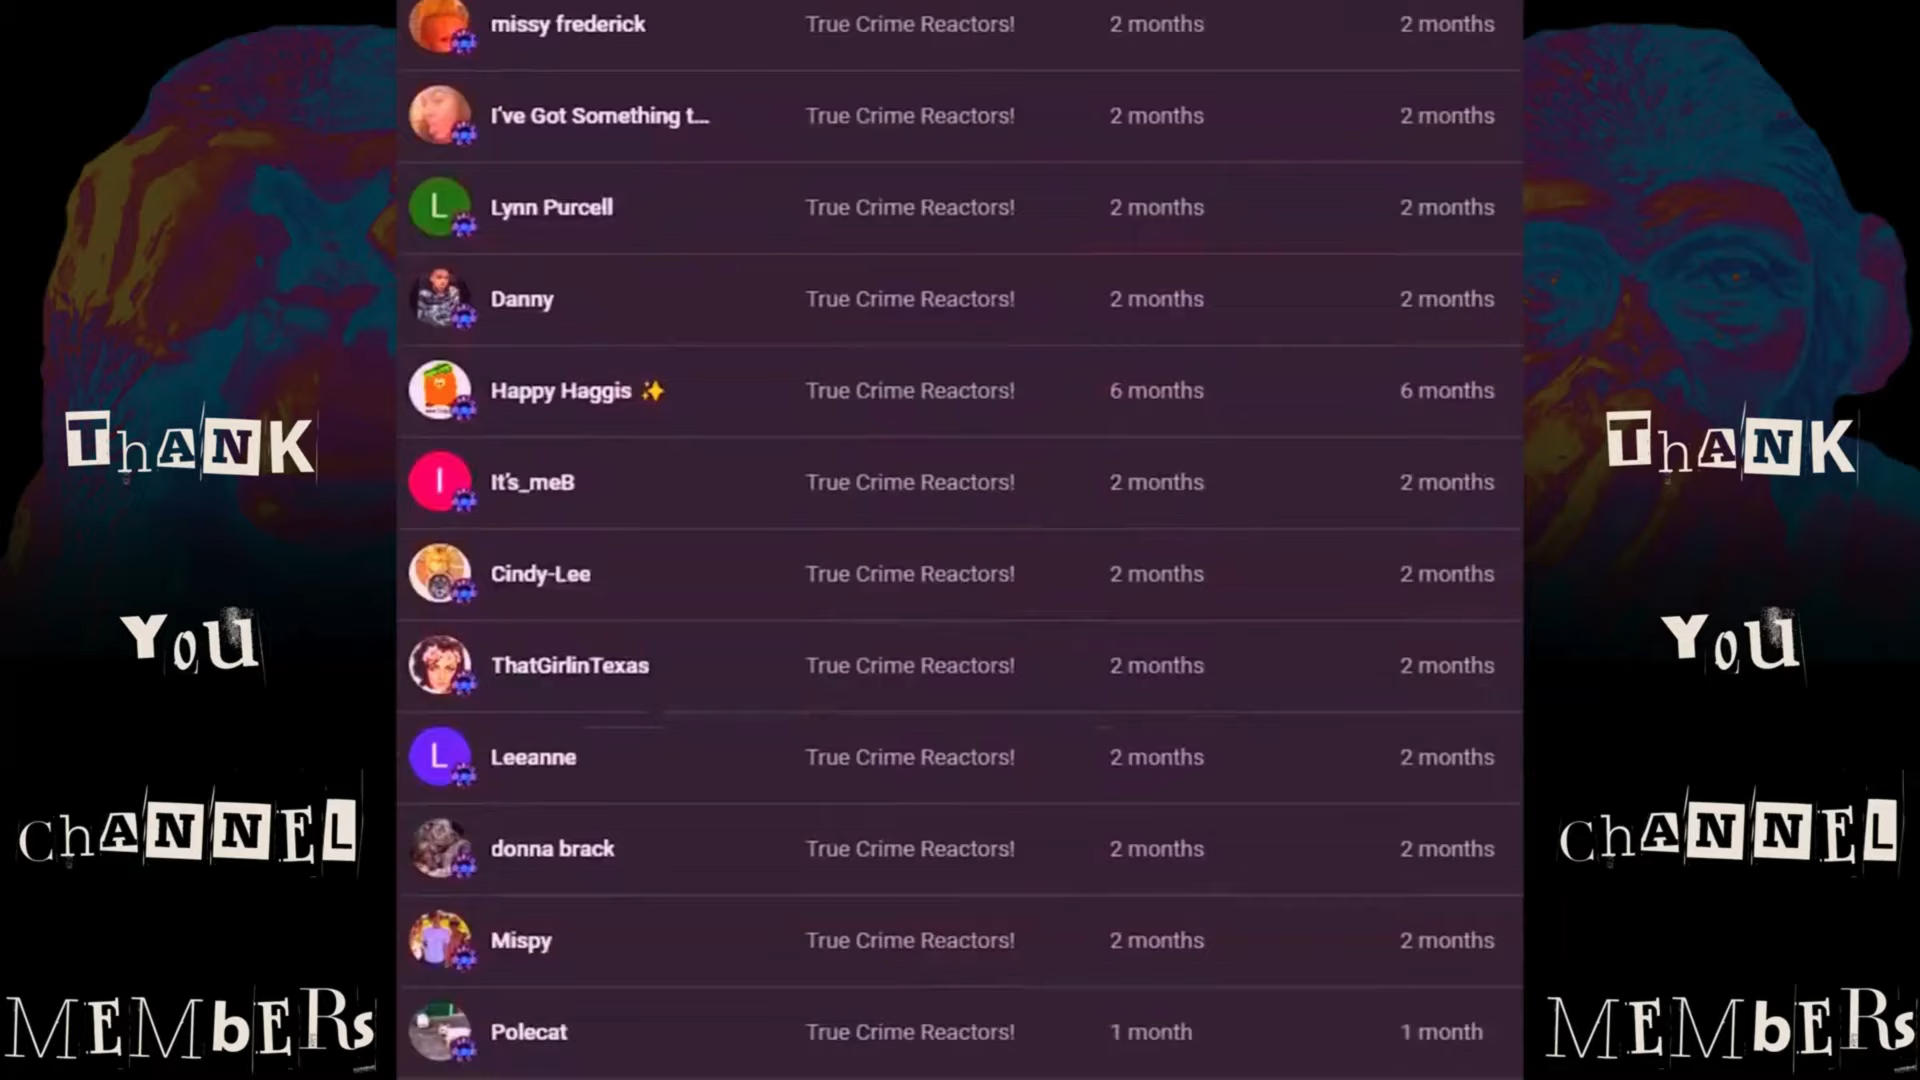 missy frederick True Crime Reactors! 2 months 2 months
I've Got Something t... True Crime Reactors! 2 months 2 months
L Lynn Purcell True Crime Reactors! 2 months 2 months
Danny True Crime Reactors! 2 months 2 months
Happy Haggis ✨ True Crime Reactors! 6 months 6 months
I It's_meB True Crime Reactors! 2 months 2 months
Cindy-Lee True Crime Reactors! 2 months 2 months
ThatGirlinTexas True Crime Reactors! 2 months 2 months
L Leeanne True Crime Reactors! 2 months 2 months
donna brack True Crime Reactors! 2 months 2 months
Mispy True Crime Reactors! 2 months 2 months
Polecat True Crime Reactors! 1 month 1 month
ThANK
You
ChANNEL
MEMbERs
ThANK
You
ChANNEL
MEMbERs